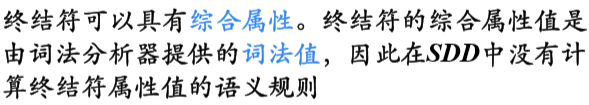 终结符可以具有综合属性。终结符的综合属性值是
由词法分析器提供的词法值，因此在SDD中没有计
算终结符属性值的语义规则